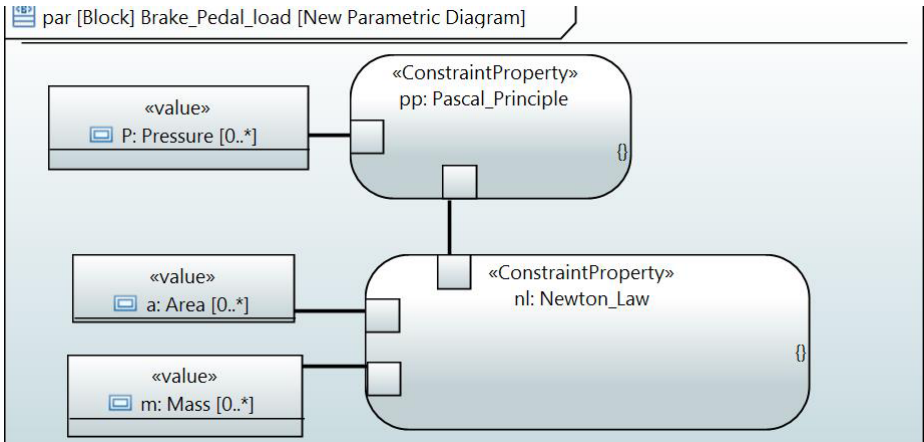 par [Block] Brake_Pedal_load [New Parametric Diagram]
«ConstraintProperty»
pp: Pascal_Principle
{}
«value»
P: Pressure [0..*]
«value»
a: Area [0..*]
«ConstraintProperty»
nl: Newton_Law
{}
«value»
m: Mass [0..*]